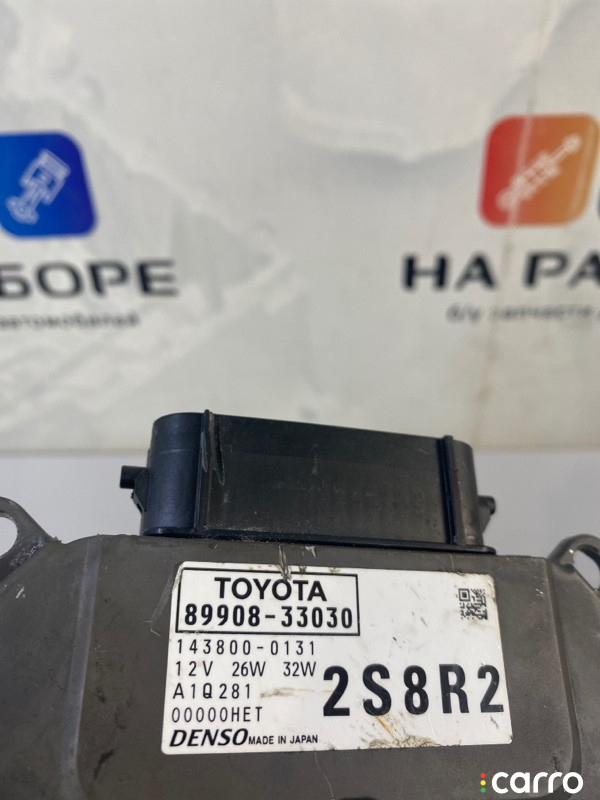 БОРЕ
НА РА
б/у запчасти
TOYOTA
89908-33030
143800-0131
12V 26W 32W
A1Q281
2S8R2
00000HET
DENSO MADE IN JAPAN
carro